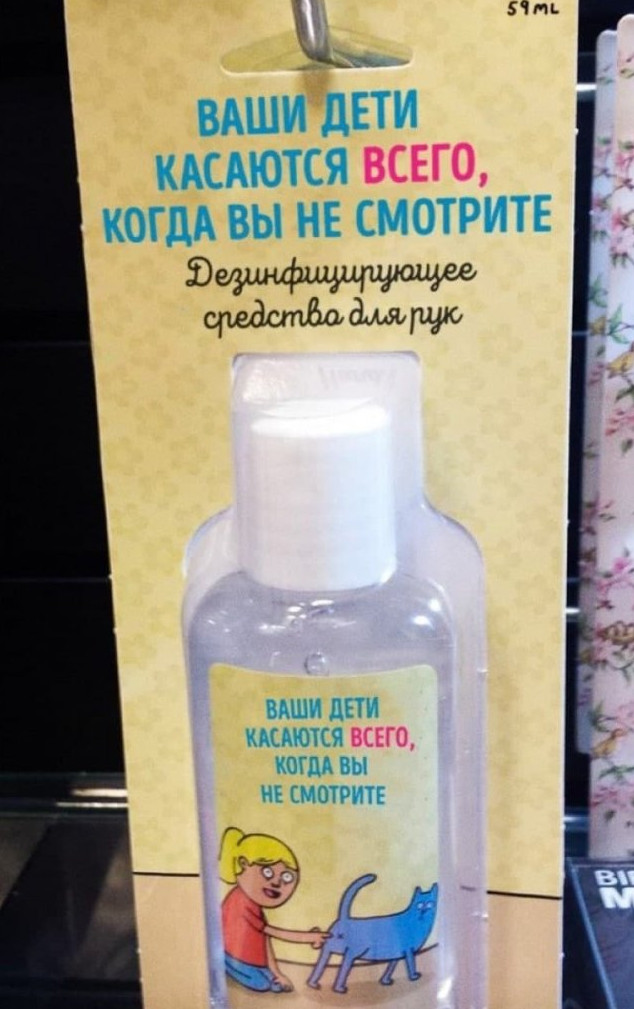 59ML
ВАШИ ДЕТИ
КАСАЮТСЯ ВСЕГО,
КОГДА ВЫ НЕ СМОТРИТЕ
Дезинфицирующее
средство для рук
ВАШИ ДЕТИ
КАСАЮТСЯ ВСЕГО,
КОГДА ВЫ
НЕ СМОТРИТЕ